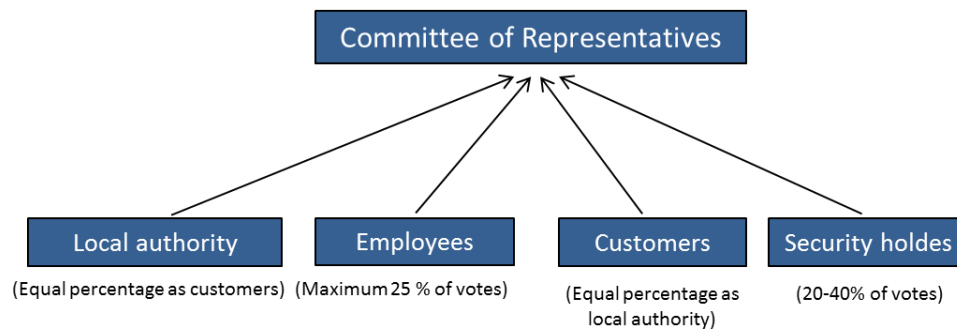 Committee of Representatives
Local authority
Employees
Customers
Security holdes
(Equal percentage as customers)
(Maximum 25 % of votes)
(Equal percentage as
local authority)
(20-40% of votes)